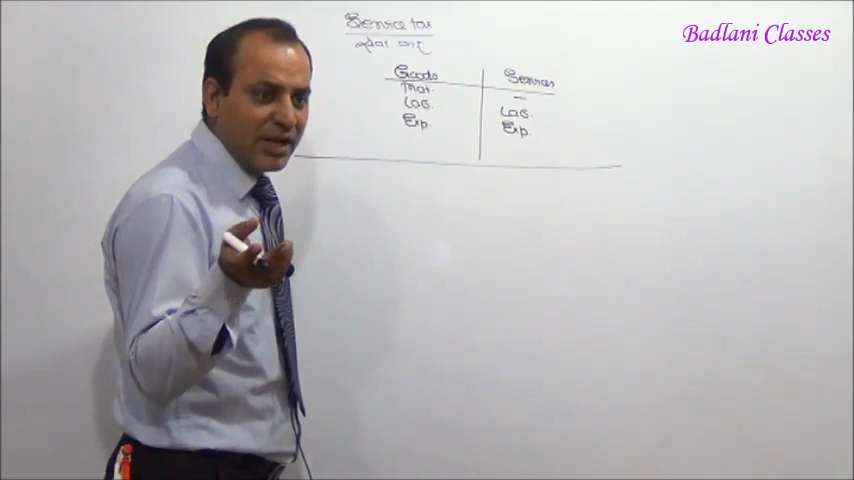 Badlani Classes
Service tax
सेवा कर
Goods Services
Mat. -
Lab. Lab.
Exp. Exp.